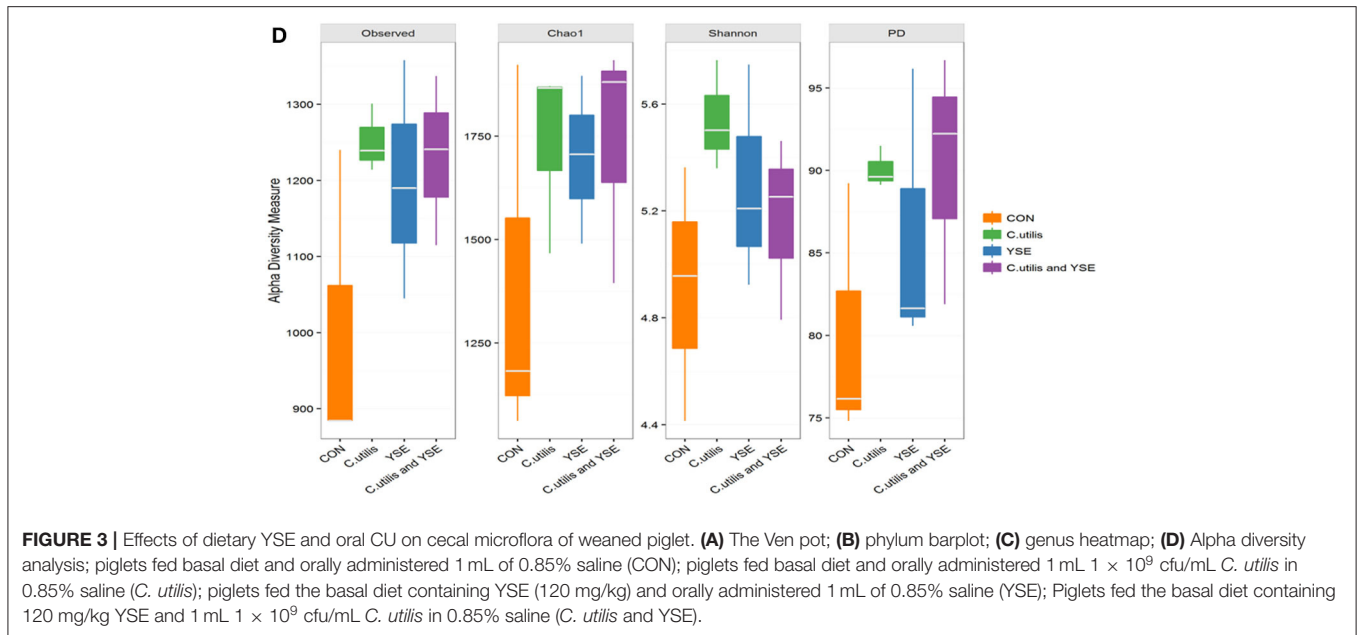 D
Observed
Chao1
Shannon
PD
Alpha Diversity Measure
1300
1200
1100
1000
900
1750
1500
1250
5.6
5.2
4.8
4.4
95
90
85
80
75
CON
C.utilis
YSE
C.utilis and YSE
CON
C.utilis
YSE
C.utilis and YSE
CON
C.utilis
YSE
C.utilis and YSE
CON
C.utilis
YSE
C.utilis and YSE
CON
C.utilis
YSE
C.utilis and YSE
FIGURE 3 | Effects of dietary YSE and oral CU on cecal microflora of weaned piglet. (A) The Ven pot; (B) phylum barplot; (C) genus heatmap; (D) Alpha diversity
analysis; piglets fed basal diet and orally administered 1 mL of 0.85% saline (CON); piglets fed basal diet and orally administered 1 mL 1 × 10⁹ cfu/mL C. utilis in
0.85% saline (C. utilis); piglets fed the basal diet containing YSE (120 mg/kg) and orally administered 1 mL of 0.85% saline (YSE); Piglets fed the basal diet containing
120 mg/kg YSE and 1 mL 1 × 10⁹ cfu/mL C. utilis in 0.85% saline (C. utilis and YSE).